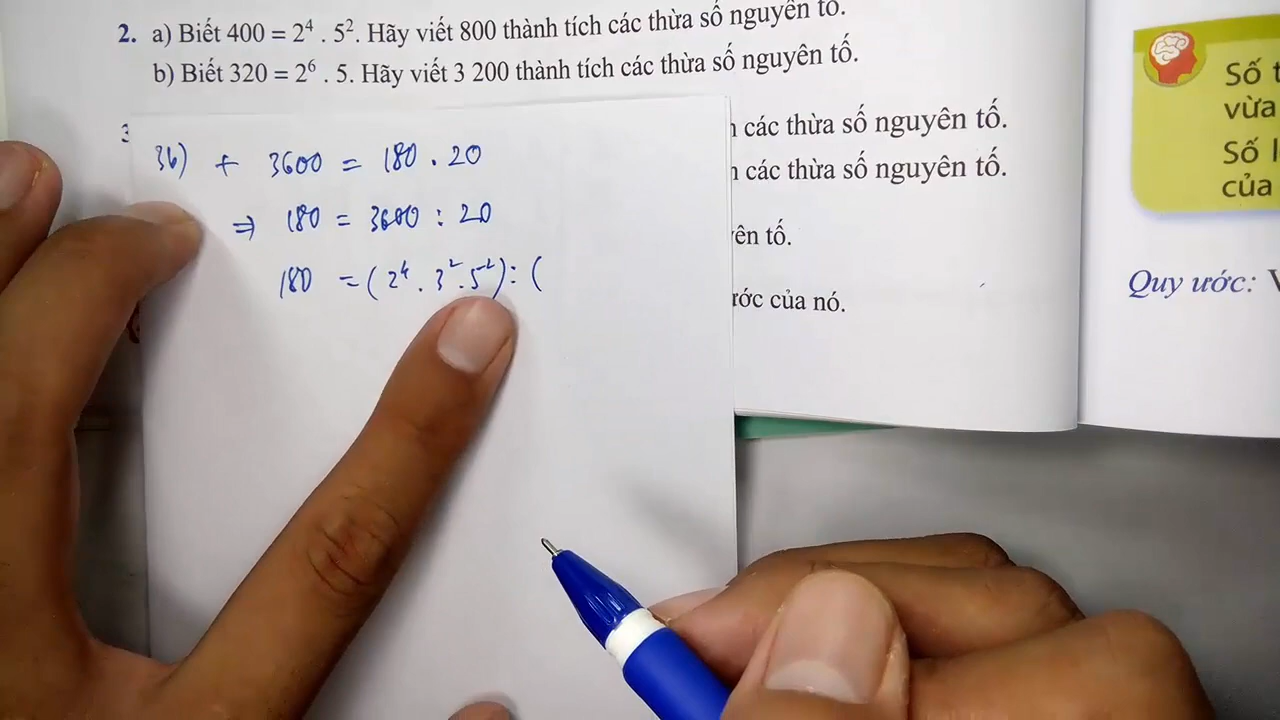 2. a) Biết 400 = 2⁴ . 5². Hãy viết 800 thành tích các thừa số nguyên tố.
b) Biết 320 = 2⁶ . 5. Hãy viết 3 200 thành tích các thừa số nguyên tố.
3
các thừa số nguyên tố.
các thừa số nguyên tố.
tố.
của nó.
3b) + 3600 = 180 . 20
⇒ 180 = 3600 : 20
180 = (2⁴ . 3² . 5²) : (
Số
vừa
Số
của
Quy ước: